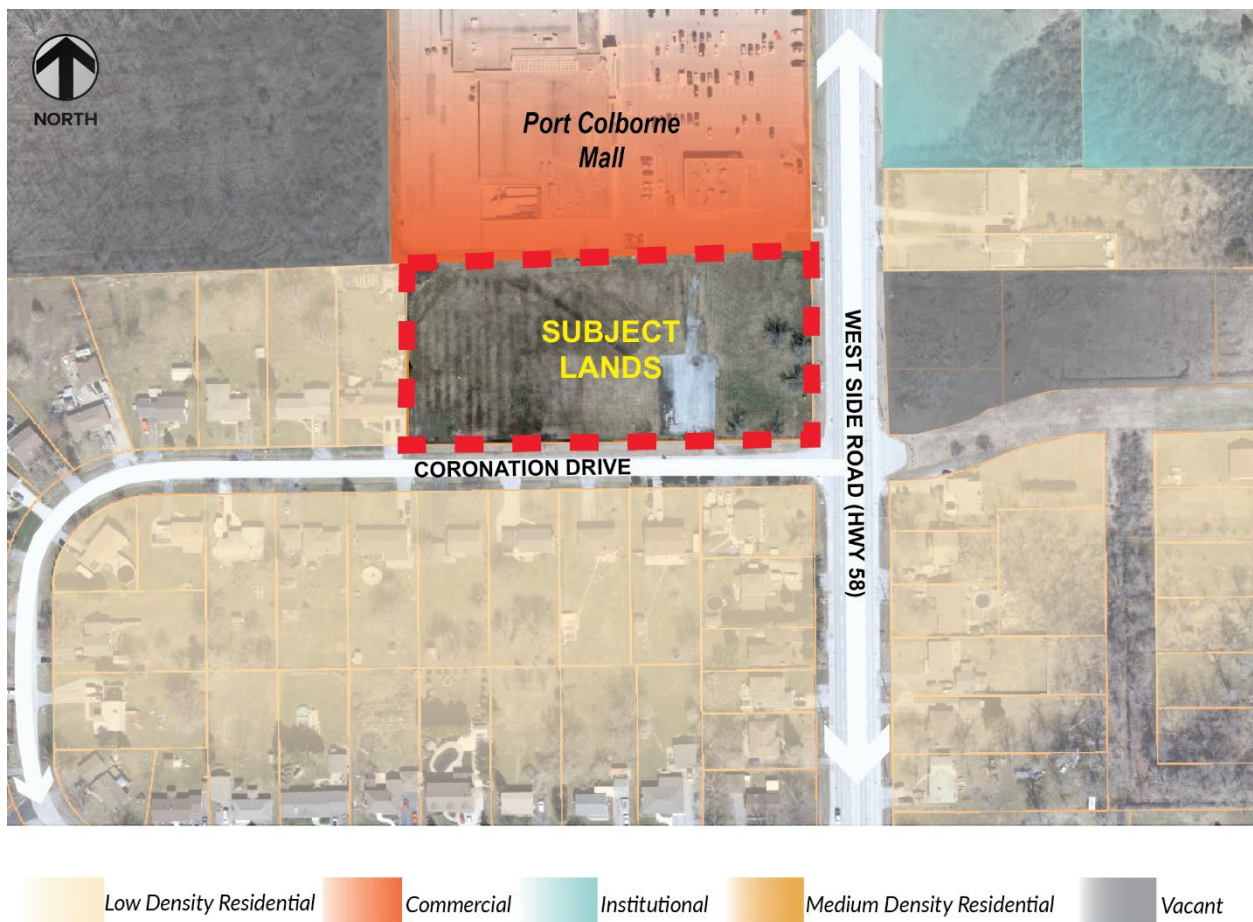 NORTH
Port Colborne
Mall
SUBJECT
LANDS
WEST SIDE ROAD (HWY 58)
CORONATION DRIVE
Low Density Residential
Commercial
Institutional
Medium Density Residential
Vacant